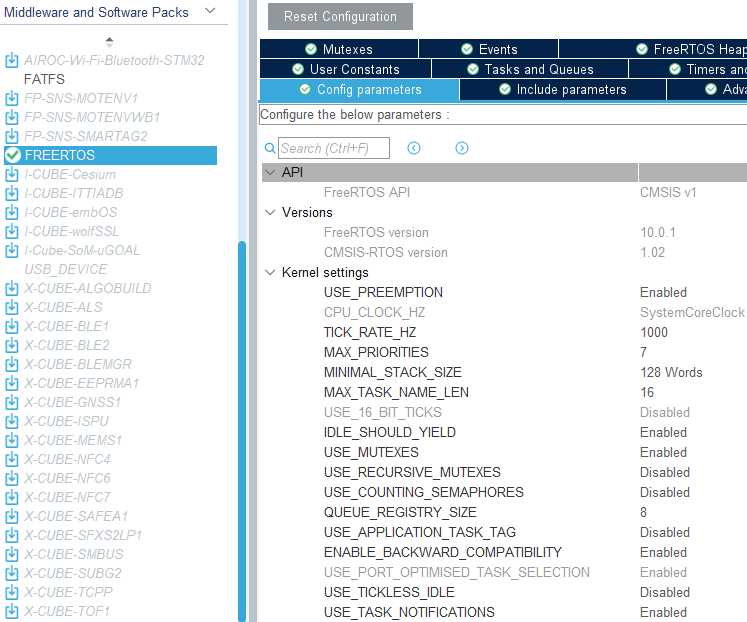 Middleware and Software Packs
AIROC-Wi-Fi-Bluetooth-STM32
FATFS
FP-SNS-MOTENV1
FP-SNS-MOTENVWB1
FP-SNS-SMARTAG2
FREERTOS
I-CUBE-Cesium
I-CUBE-ITTIADB
I-CUBE-embOS
I-CUBE-wolfSSL
I-Cube-SoM-uGOAL
USB_DEVICE
X-CUBE-ALGOBUILD
X-CUBE-ALS
X-CUBE-BLE1
X-CUBE-BLE2
X-CUBE-BLEMGR
X-CUBE-EEPRMA1
X-CUBE-GNSS1
X-CUBE-ISPU
X-CUBE-MEMS1
X-CUBE-NFC4
X-CUBE-NFC6
X-CUBE-NFC7
X-CUBE-SAFEA1
X-CUBE-SFXS2LP1
X-CUBE-SMBUS
X-CUBE-SUBG2
X-CUBE-TCPP
X-CUBE-TOF1
Reset Configuration
Mutexes Events FreeRTOS Heap
User Constants Tasks and Queues Timers and
Config parameters Include parameters Adva
Configure the below parameters :
Search (Ctrl+F)
API
FreeRTOS API CMSIS v1
Versions
FreeRTOS version 10.0.1
CMSIS-RTOS version 1.02
Kernel settings
USE_PREEMPTION Enabled
CPU_CLOCK_HZ SystemCoreClock
TICK_RATE_HZ 1000
MAX_PRIORITIES 7
MINIMAL_STACK_SIZE 128 Words
MAX_TASK_NAME_LEN 16
USE_16_BIT_TICKS Disabled
IDLE_SHOULD_YIELD Enabled
USE_MUTEXES Enabled
USE_RECURSIVE_MUTEXES Disabled
USE_COUNTING_SEMAPHORES Disabled
QUEUE_REGISTRY_SIZE 8
USE_APPLICATION_TASK_TAG Disabled
ENABLE_BACKWARD_COMPATIBILITY Enabled
USE_PORT_OPTIMISED_TASK_SELECTION Enabled
USE_TICKLESS_IDLE Disabled
USE_TASK_NOTIFICATIONS Enabled